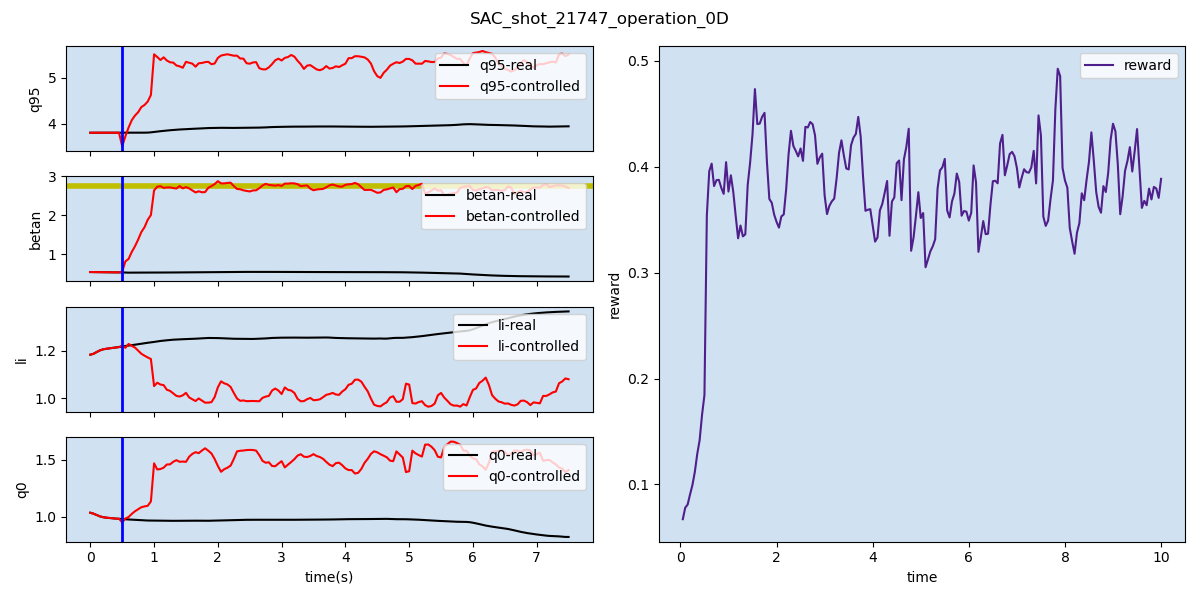 SAC_shot_21747_operation_0D
q95
5
4
q95-real
q95-controlled
betan
3
2
1
betan-real
betan-controlled
li
1.2
1.0
li-real
li-controlled
q0
1.5
1.0
q0-real
q0-controlled
0 1 2 3 4 5 6 7
time(s)
reward
0.5
0.4
0.3
0.2
0.1
reward
0 2 4 6 8 10
time